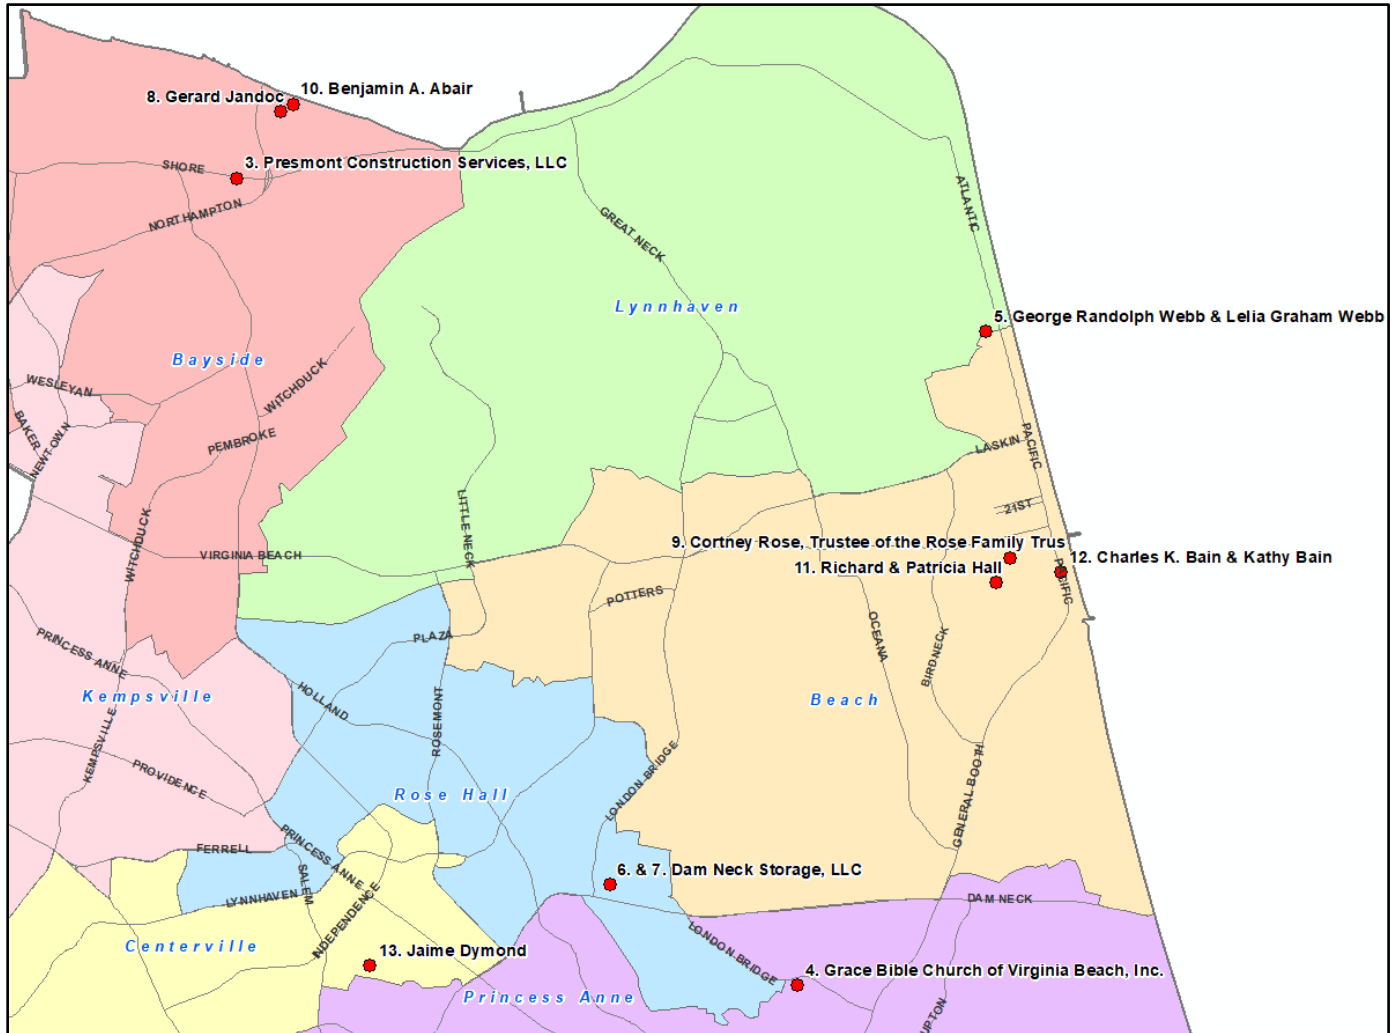 10. Benjamin A. Abair
8. Gerard Jandoc
3. Presmont Construction Services, LLC
SHORE
NORTHAMPTON
ATLANTIC
GREAT NECK
Lynnhaven
5. George Randolph Webb & Lelia Graham Webb
Bayside
WITCHDUCK
WESLEYAN
BAKER
NEWTOWN
PEMBROKE
PACIFIC
LASKIN
21ST
LITTLE NECK
WITCHDUCK
VIRGINIA BEACH
9. Cortney Rose, Trustee of the Rose Family Trus
12. Charles K. Bain & Kathy Bain
11. Richard & Patricia Hall
PACIFIC
POTTERS
OCEANA
BIRDNECK
PLAZA
PRINCESS ANNE
Kempsville
HOLLAND
ROSEMONT
Beach
KEMPSVILLE
PROVIDENCE
LONDON BRIDGE
GENERAL BOOTH
Rose Hall
PRINCESS ANNE
FERRELL
SALEM
6. & 7. Dam Neck Storage, LLC
LYNNHAVEN
INDEPENDENCE
DAM NECK
Centerville
13. Jaime Dymond
LONDON BRIDGE
4. Grace Bible Church of Virginia Beach, Inc.
Princess Anne
UPTON